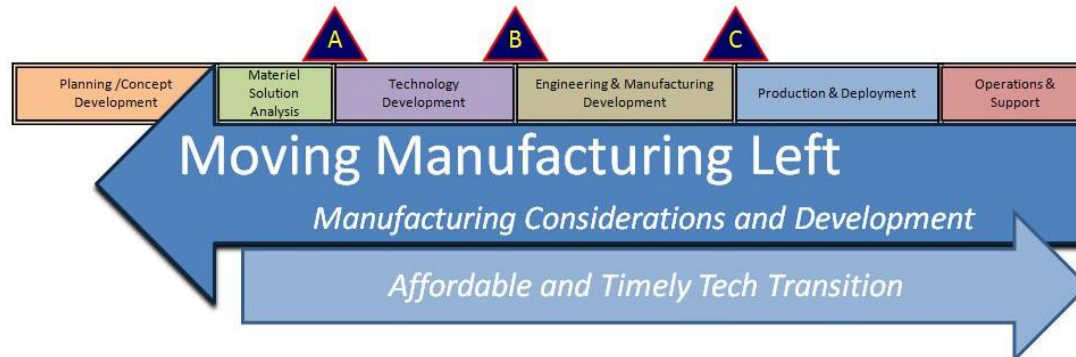 A
B
C
Planning /Concept
Development
Materiel
Solution
Analysis
Technology
Development
Engineering & Manufacturing
Development
Production & Deployment
Operations &
Support
Moving Manufacturing Left
Manufacturing Considerations and Development
Affordable and Timely Tech Transition